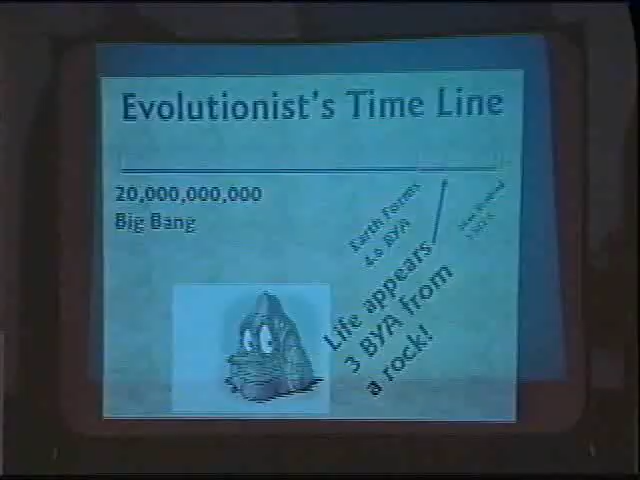 Evolutionist's Time Line
20,000,000,000
Big Bang
Earth Forms
4.6 BYA
Life appears
3 BYA from
a rock!